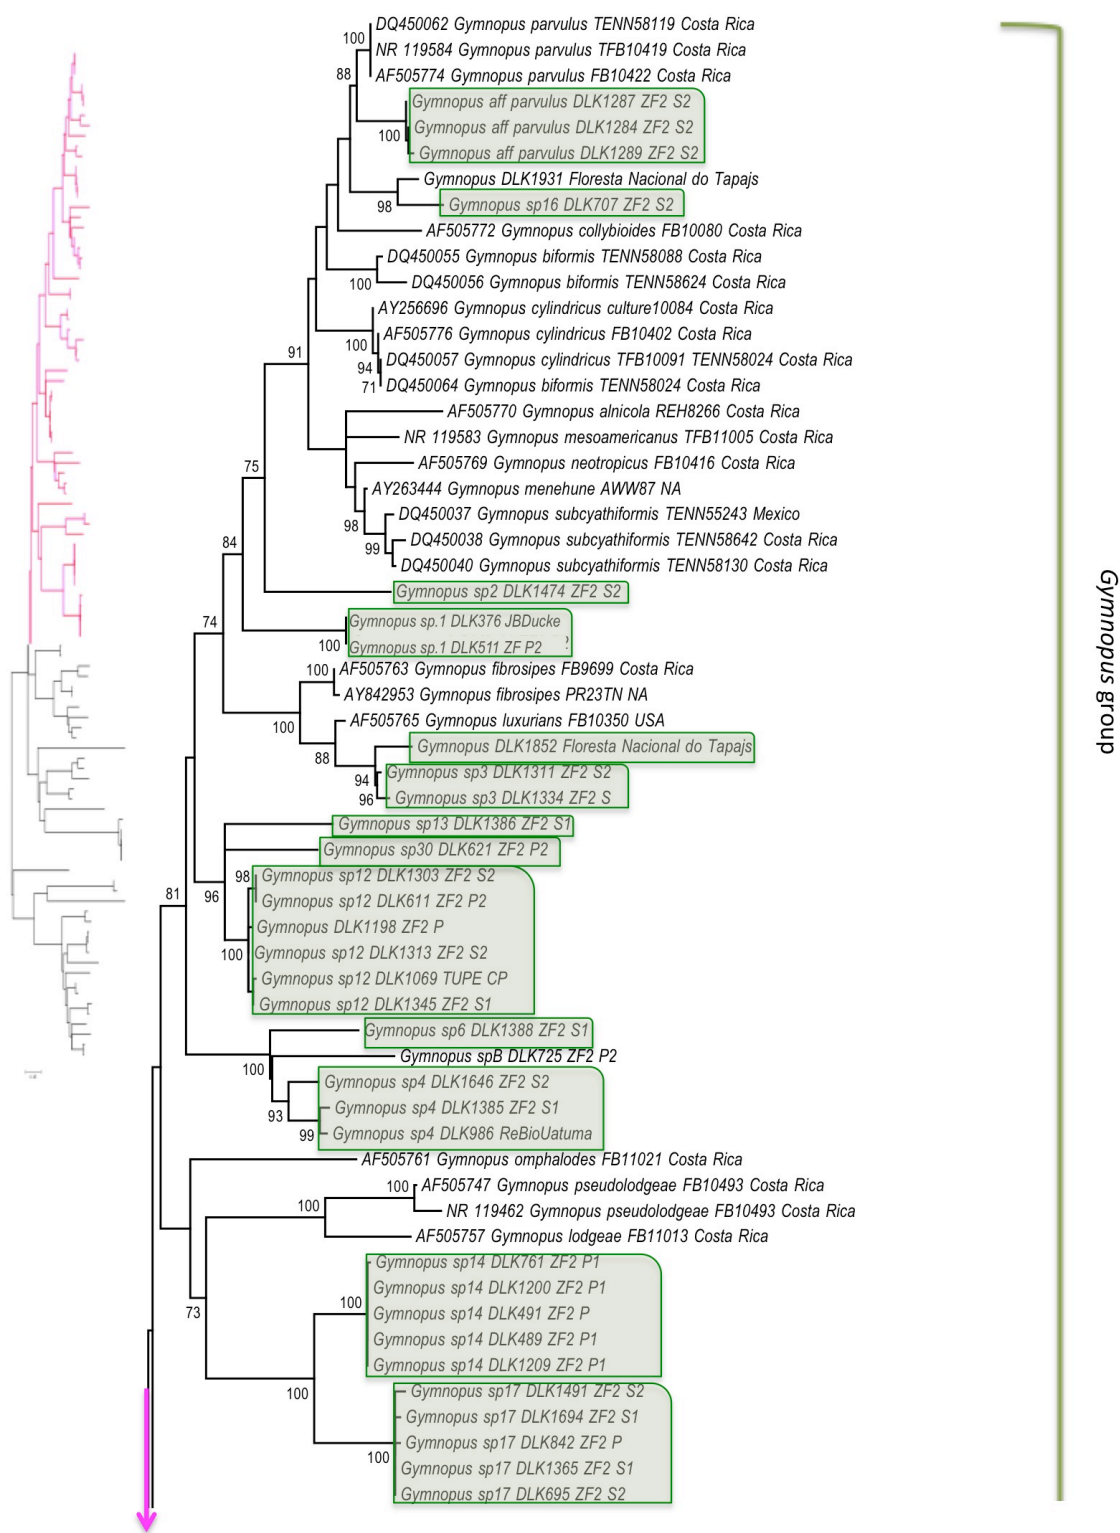 DQ450062 Gymnopus parvulus TENN58119 Costa Rica
100
NR 119584 Gymnopus parvulus TFB10419 Costa Rica
88
AF505774 Gymnopus parvulus FB10422 Costa Rica
Gymnopus aff parvulus DLK1287 ZF2 S2
100
Gymnopus aff parvulus DLK1284 ZF2 S2
Gymnopus aff parvulus DLK1289 ZF2 S2
Gymnopus DLK1931 Floresta Nacional do Tapajs
98
Gymnopus sp16 DLK707 ZF2 S2
AF505772 Gymnopus collybioides FB10080 Costa Rica
DQ450055 Gymnopus biformis TENN58088 Costa Rica
100
DQ450056 Gymnopus biformis TENN58624 Costa Rica
AY256696 Gymnopus cylindricus culture10084 Costa Rica
AF505776 Gymnopus cylindricus FB10402 Costa Rica
100
91
DQ450057 Gymnopus cylindricus TFB10091 TENN58024 Costa Rica
94
71
DQ450064 Gymnopus biformis TENN58024 Costa Rica
AF505770 Gymnopus alnicola REH8266 Costa Rica
NR 119583 Gymnopus mesoamericanus TFB11005 Costa Rica
AF505769 Gymnopus neotropicus FB10416 Costa Rica
75
AY263444 Gymnopus menehune AWW87 NA
DQ450037 Gymnopus subcyathiformis TENN55243 Mexico
98
DQ450038 Gymnopus subcyathiformis TENN58642 Costa Rica
99
84
DQ450040 Gymnopus subcyathiformis TENN58130 Costa Rica
Gymnopus sp2 DLK1474 ZF2 S2
Gymnopus sp.1 DLK376 JBDucke
74
100
Gymnopus sp.1 DLK511 ZF P2
AF505763 Gymnopus fibrosipes FB9699 Costa Rica
100
AY842953 Gymnopus fibrosipes PR23TN NA
AF505765 Gymnopus luxurians FB10350 USA
100
88
Gymnopus DLK1852 Floresta Nacional do Tapajs
Gymnopus sp3 DLK1311 ZF2 S2
94
96
Gymnopus sp3 DLK1334 ZF2 S
Gymnopus sp13 DLK1386 ZF2 S1
Gymnopus sp30 DLK621 ZF2 P2
98
Gymnopus sp12 DLK1303 ZF2 S2
81
96
Gymnopus sp12 DLK611 ZF2 P2
Gymnopus DLK1198 ZF2 P
100
Gymnopus sp12 DLK1313 ZF2 S2
Gymnopus sp12 DLK1069 TUPE CP
Gymnopus sp12 DLK1345 ZF2 S1
Gymnopus sp6 DLK1388 ZF2 S1
Gymnopus spB DLK725 ZF2 P2
100
Gymnopus sp4 DLK1646 ZF2 S2
93
Gymnopus sp4 DLK1385 ZF2 S1
99
Gymnopus sp4 DLK986 ReBioUatuma
AF505761 Gymnopus omphalodes FB11021 Costa Rica
100
AF505747 Gymnopus pseudolodgeae FB10493 Costa Rica
100
NR 119462 Gymnopus pseudolodgeae FB10493 Costa Rica
AF505757 Gymnopus lodgeae FB11013 Costa Rica
Gymnopus sp14 DLK761 ZF2 P1
Gymnopus sp14 DLK1200 ZF2 P1
100
73
Gymnopus sp14 DLK491 ZF2 P
Gymnopus sp14 DLK489 ZF2 P1
Gymnopus sp14 DLK1209 ZF2 P1
100
Gymnopus sp17 DLK1491 ZF2 S2
Gymnopus sp17 DLK1694 ZF2 S1
Gymnopus sp17 DLK842 ZF2 P
100
Gymnopus sp17 DLK1365 ZF2 S1
Gymnopus sp17 DLK695 ZF2 S2
Gymnopus group